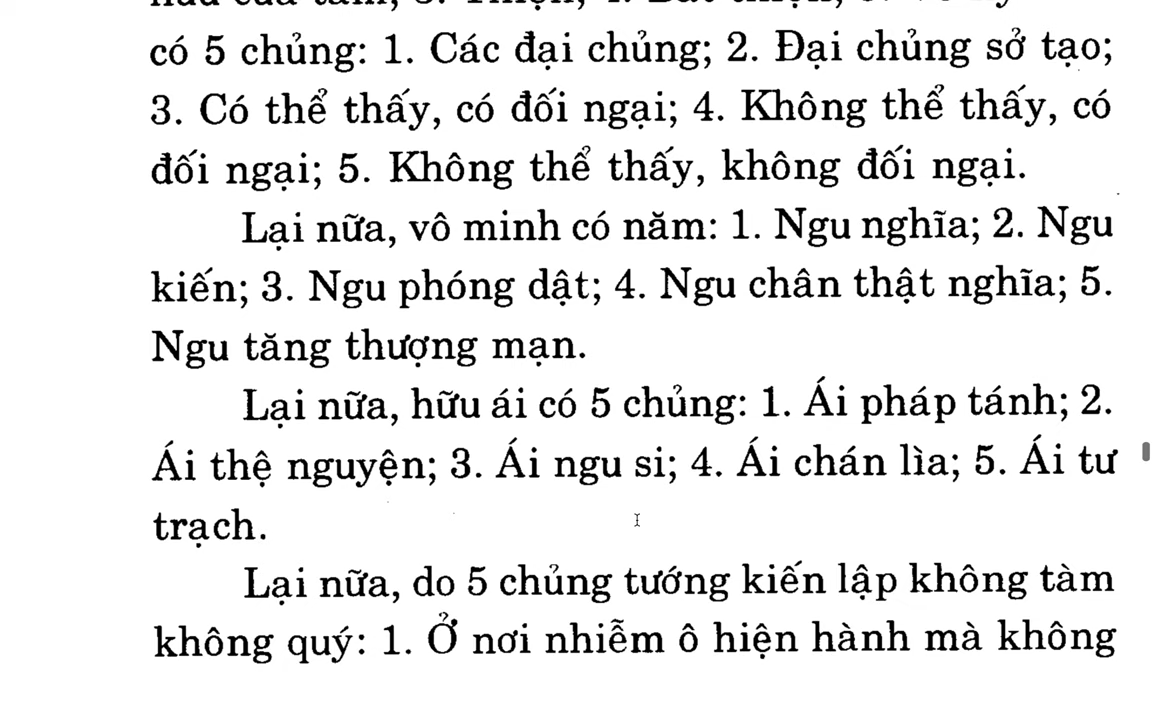 có 5 chủng: 1. Các đại chủng; 2. Đại chủng sở tạo;
3. Có thể thấy, có đối ngại; 4. Không thể thấy, có
đối ngại; 5. Không thể thấy, không đối ngại.
Lại nữa, vô minh có năm: 1. Ngu nghĩa; 2. Ngu
kiến; 3. Ngu phóng dật; 4. Ngu chân thật nghĩa; 5.
Ngu tăng thượng mạn.
Lại nữa, hữu ái có 5 chủng: 1. Ái pháp tánh; 2.
Ái thệ nguyện; 3. Ái ngu si; 4. Ái chán lìa; 5. Ái tư
trạch.
Lại nữa, do 5 chủng tướng kiến lập không tàm
không quý: 1. Ở nơi nhiễm ô hiện hành mà không